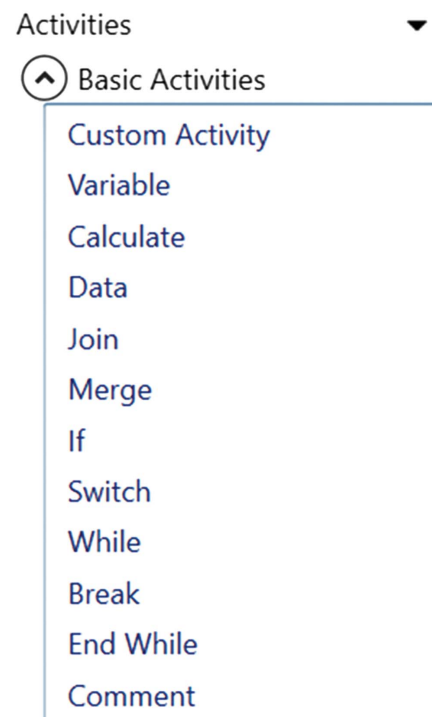 Activities
Basic Activities
Custom Activity
Variable
Calculate
Data
Join
Merge
If
Switch
While
Break
End While
Comment